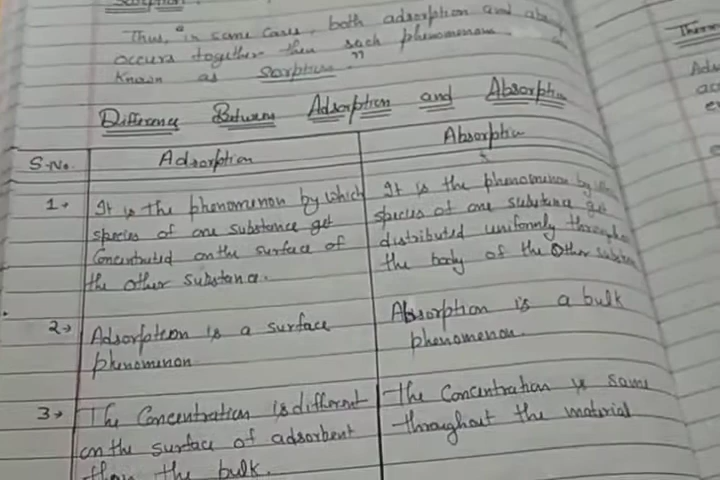 Sorption :
Thus, "in some cases, both adsorption and
occurs together then such phenomenon
Known as Sorption".
Difference Between Adsorption and Absorption
S.No. Adsorption Absorption
1→ It is the phenomenon by which
species of one substance get
Concentrated on the surface of
the other substance.
It is the phenomenon by
species of one substance get
distributed uniformly throughout
the body of the Other substance
2→ Adsorption is a surface
phenomenon
Absorption is a bulk
phenomenon.
3→ The Concentration is different
on the surface of adsorbent
than the bulk.
The Concentration is same
throughout the material